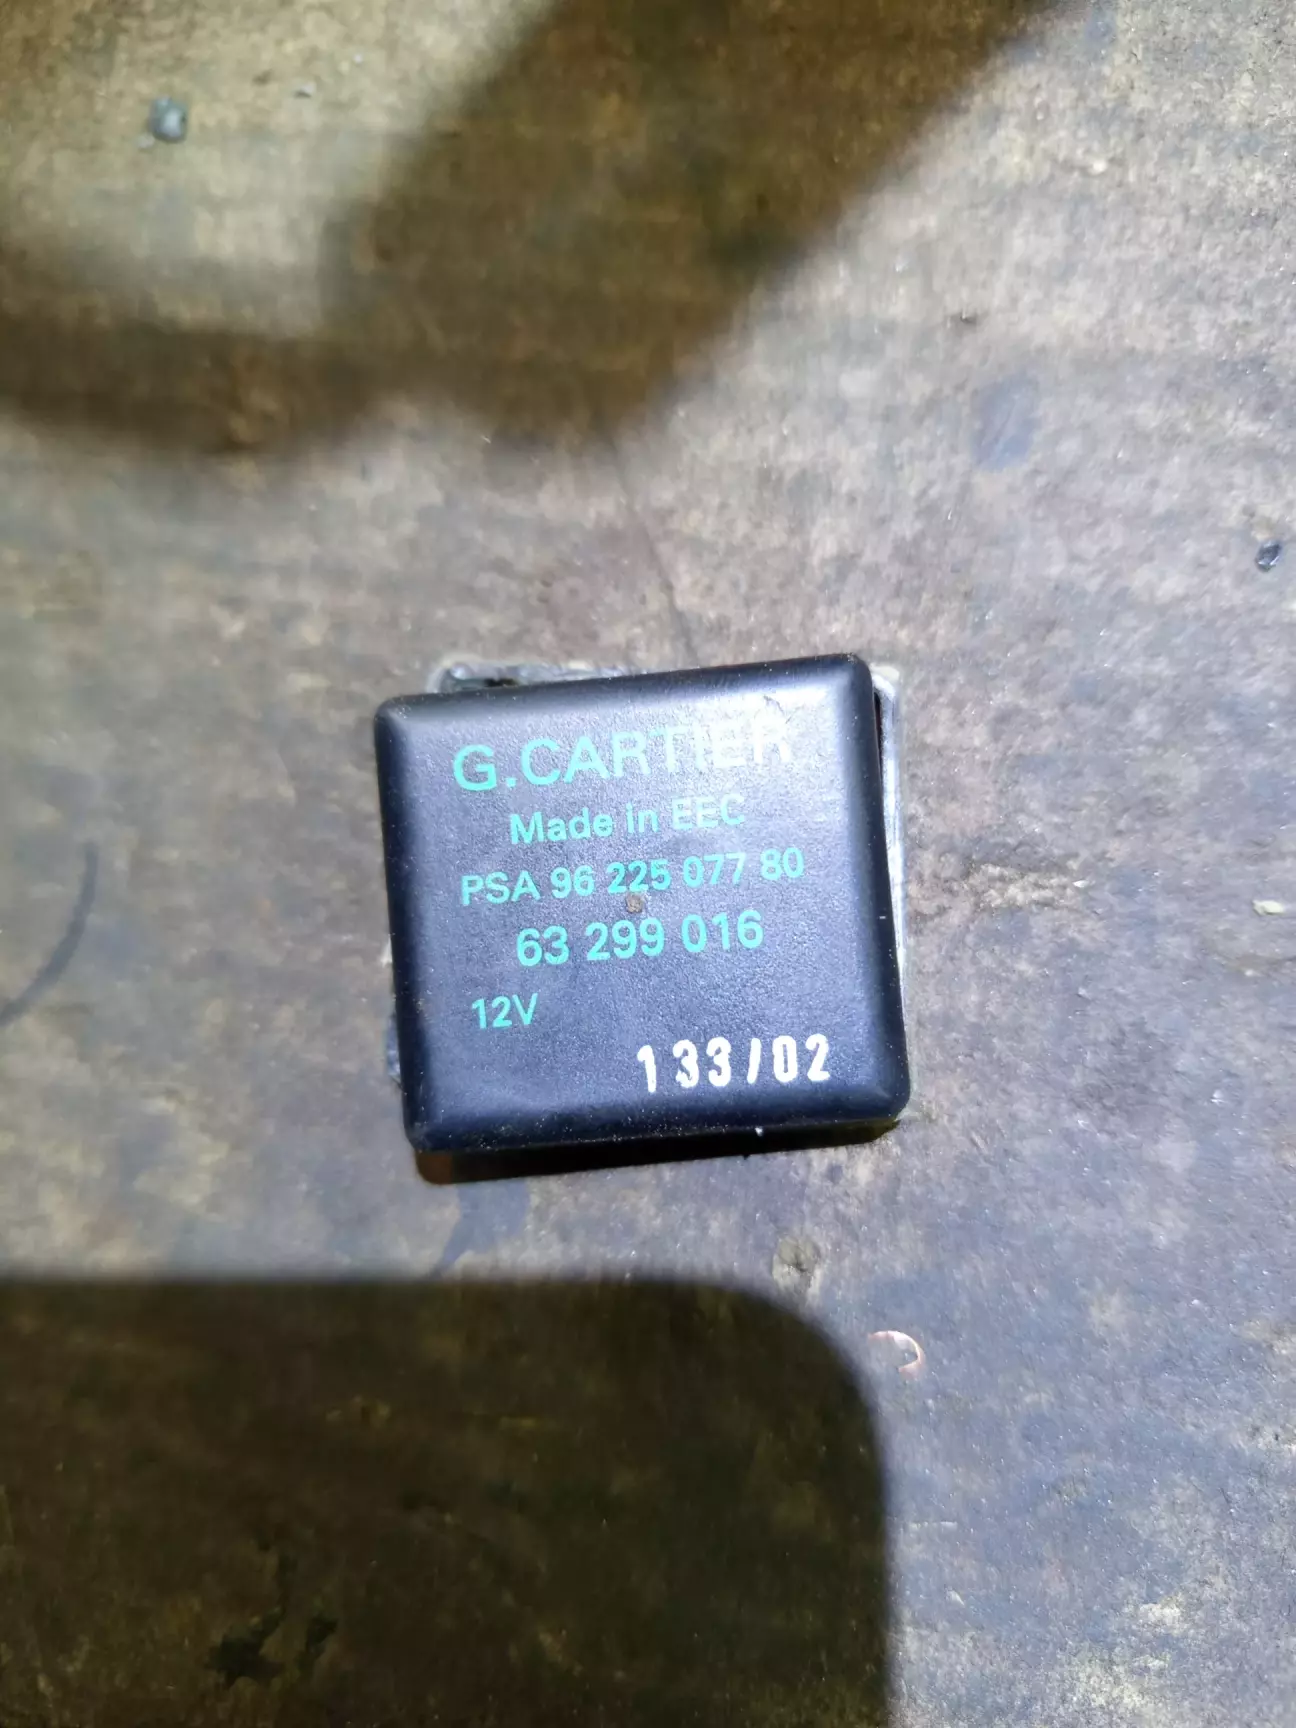 G.CARTIER
Made in EEC
PSA 96 225 077 80
63 299 016
12V
133/02